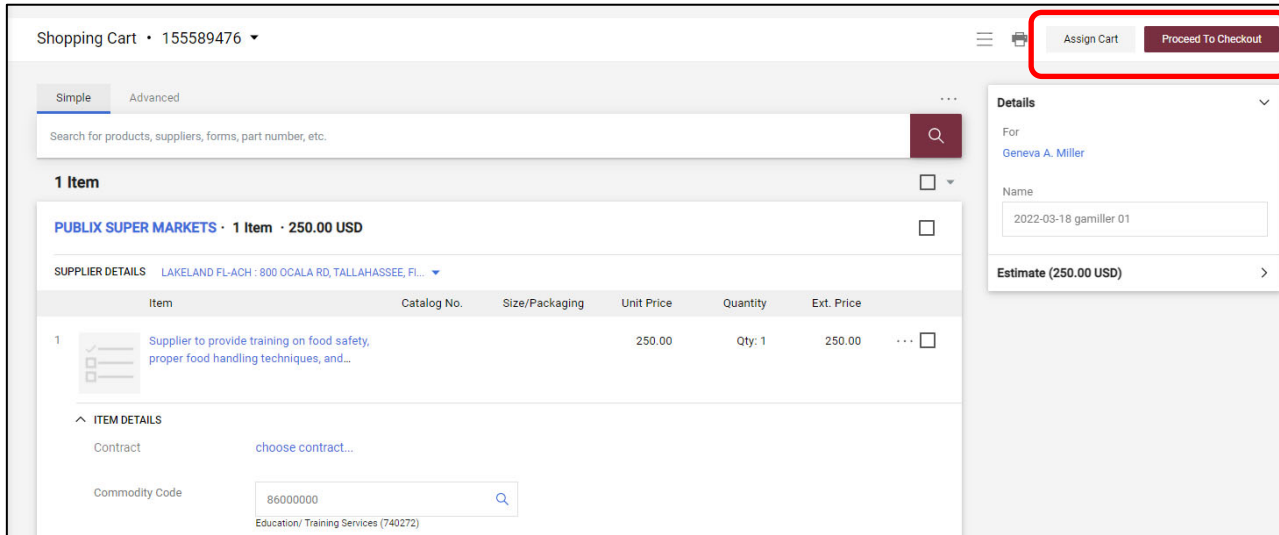 Shopping Cart • 155589476
Assign Cart
Proceed To Checkout
Simple
Advanced
...
Search for products, suppliers, forms, part number, etc.
1 Item
PUBLIX SUPER MARKETS · 1 Item · 250.00 USD
SUPPLIER DETAILS LAKELAND FL-ACH : 800 OCALA RD, TALLAHASSEE, Fl...
Item Catalog No. Size/Packaging Unit Price Quantity Ext. Price
1 Supplier to provide training on food safety, 250.00 Qty: 1 250.00 ...
proper food handling techniques, and...
ITEM DETAILS
Contract choose contract...
Commodity Code 86000000
Education/ Training Services (740272)
Details
For
Geneva A. Miller
Name
2022-03-18 gamiller 01
Estimate (250.00 USD)